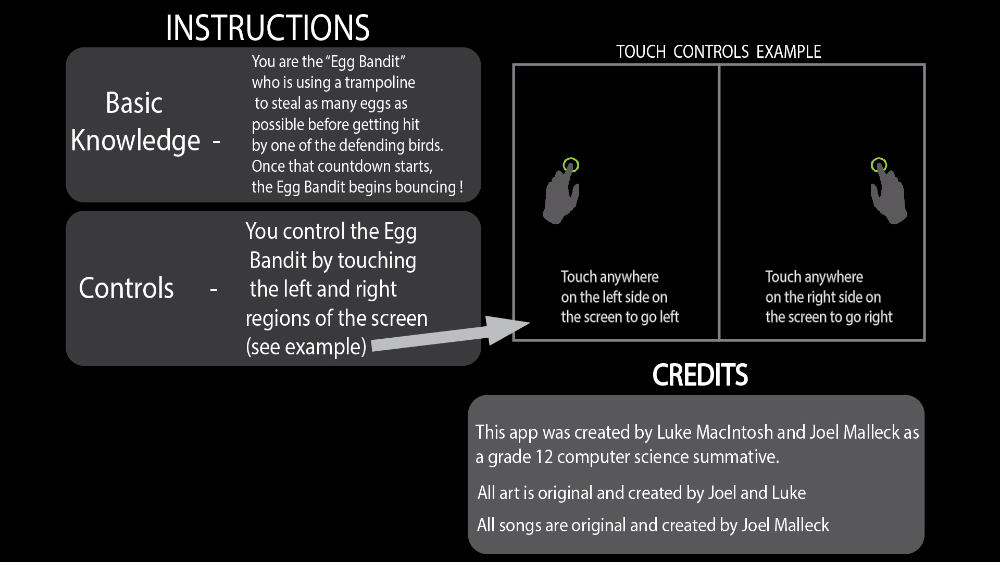 INSTRUCTIONS
Basic
Knowledge -
You are the “Egg Bandit”
who is using a trampoline
to steal as many eggs as
possible before getting hit
by one of the defending birds.
Once that countdown starts,
the Egg Bandit begins bouncing !
Controls -
You control the Egg
Bandit by touching
the left and right
regions of the screen
(see example)
TOUCH CONTROLS EXAMPLE
Touch anywhere
on the left side on
the screen to go left
Touch anywhere
on the right side on
the screen to go right
CREDITS
This app was created by Luke MacIntosh and Joel Malleck as
a grade 12 computer science summative.
All art is original and created by Joel and Luke
All songs are original and created by Joel Malleck